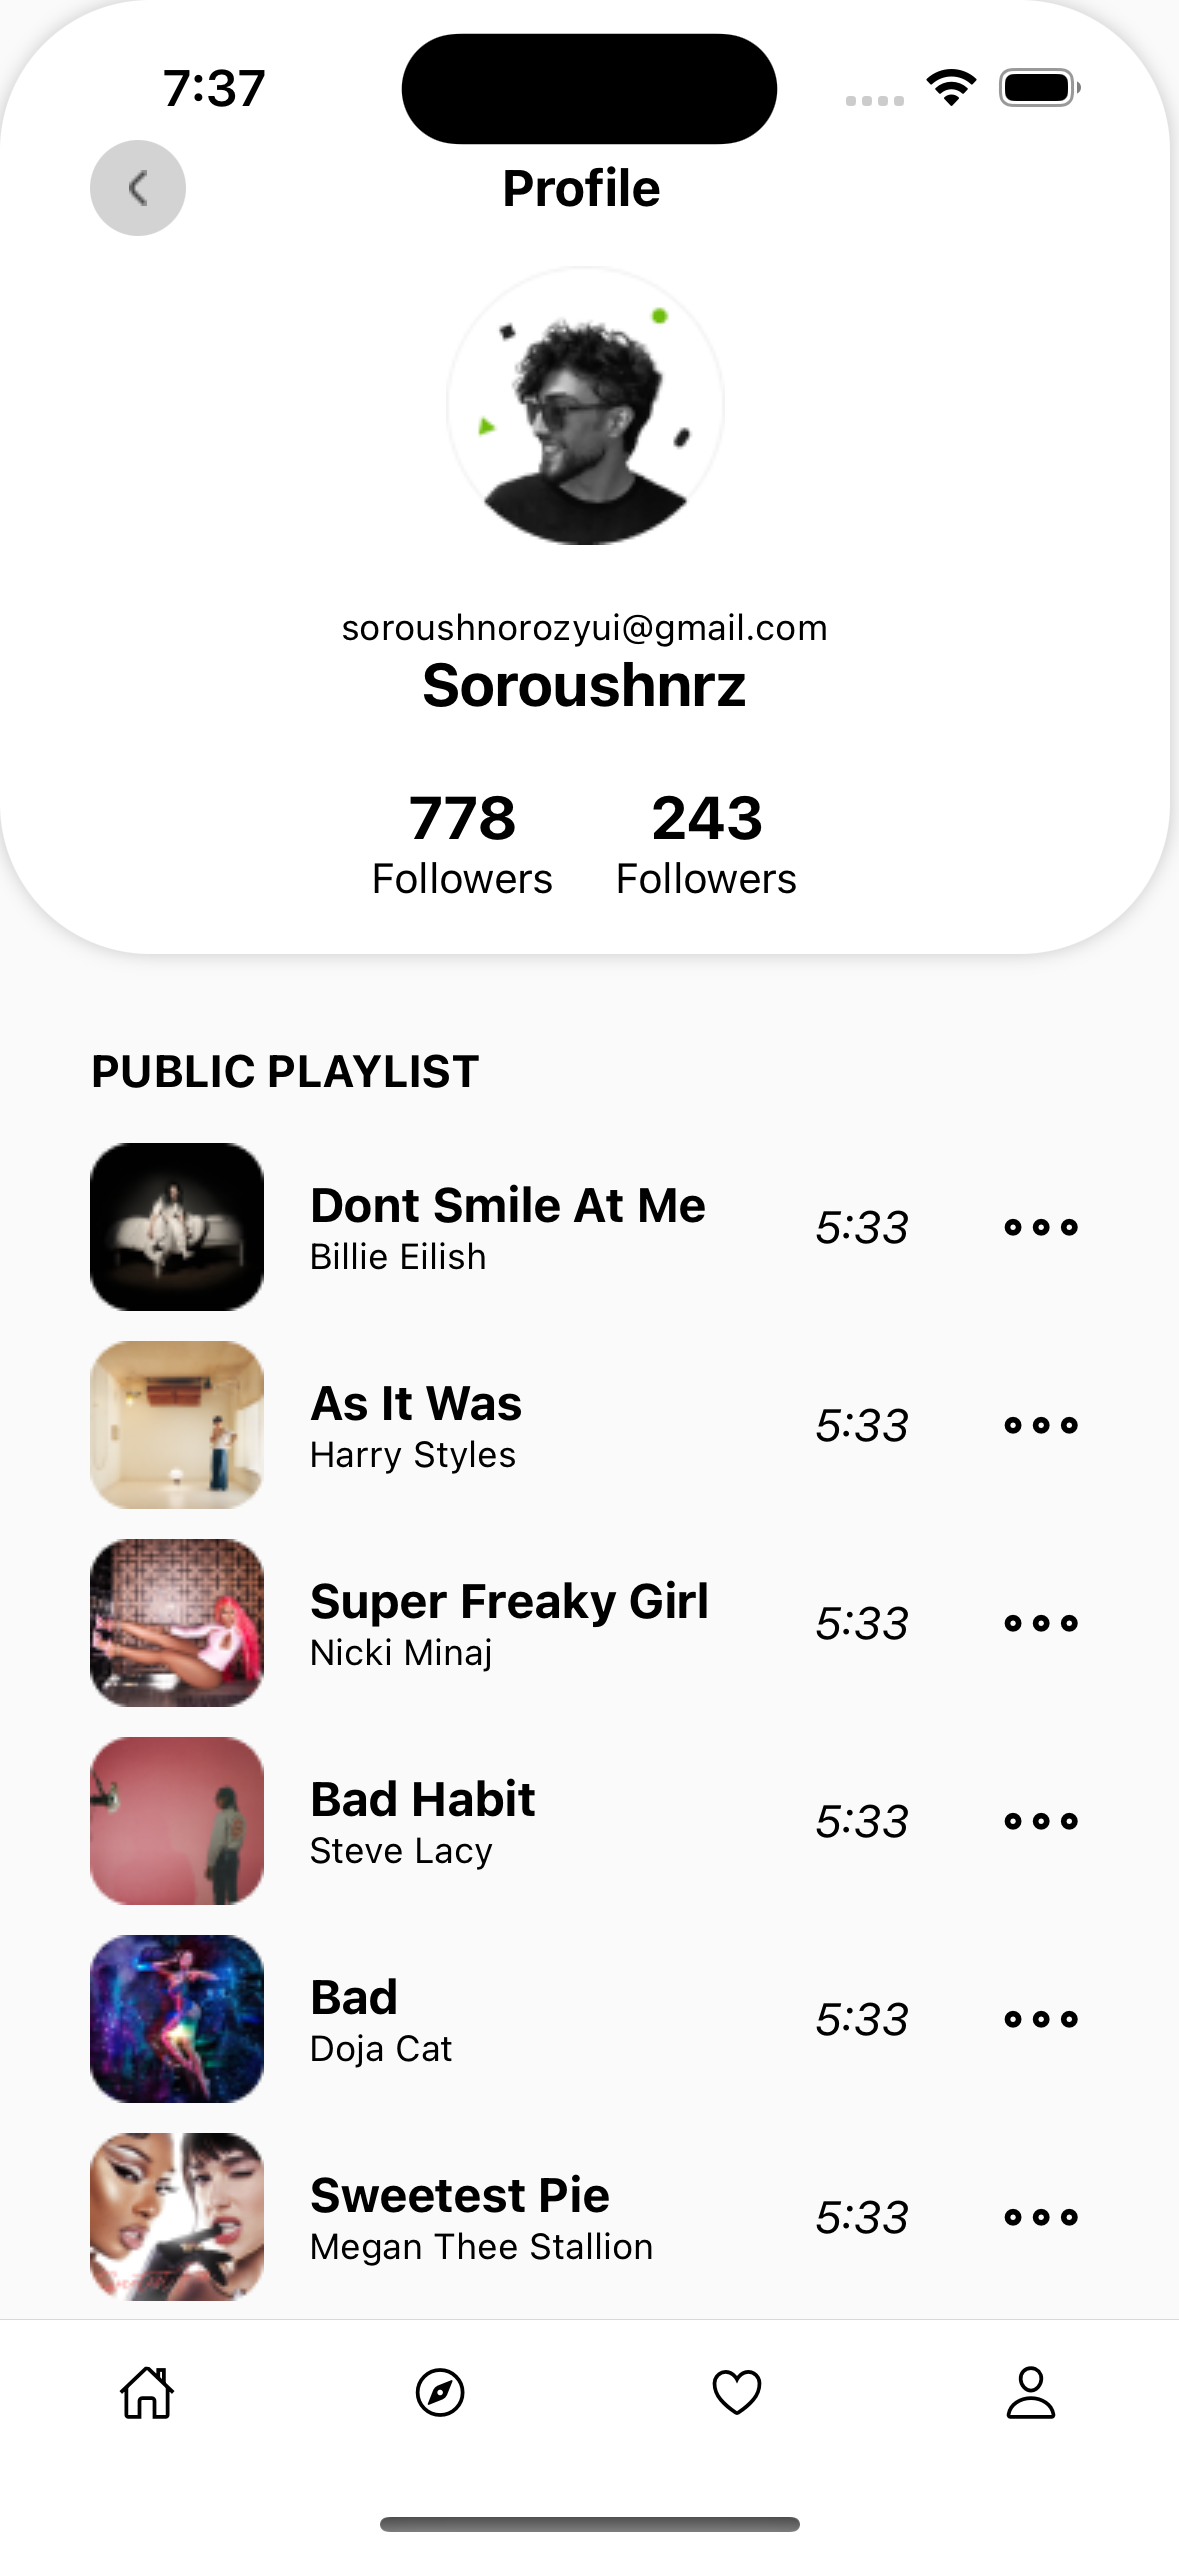 7:37
Profile
soroushnorozyui@gmail.com
Soroushnrz
778 243
Followers Followers
PUBLIC PLAYLIST
Dont Smile At Me
Billie Eilish
5:33
As It Was
Harry Styles
5:33
Super Freaky Girl
Nicki Minaj
5:33
Bad Habit
Steve Lacy
5:33
Bad
Doja Cat
5:33
Sweetest Pie
Megan Thee Stallion
5:33